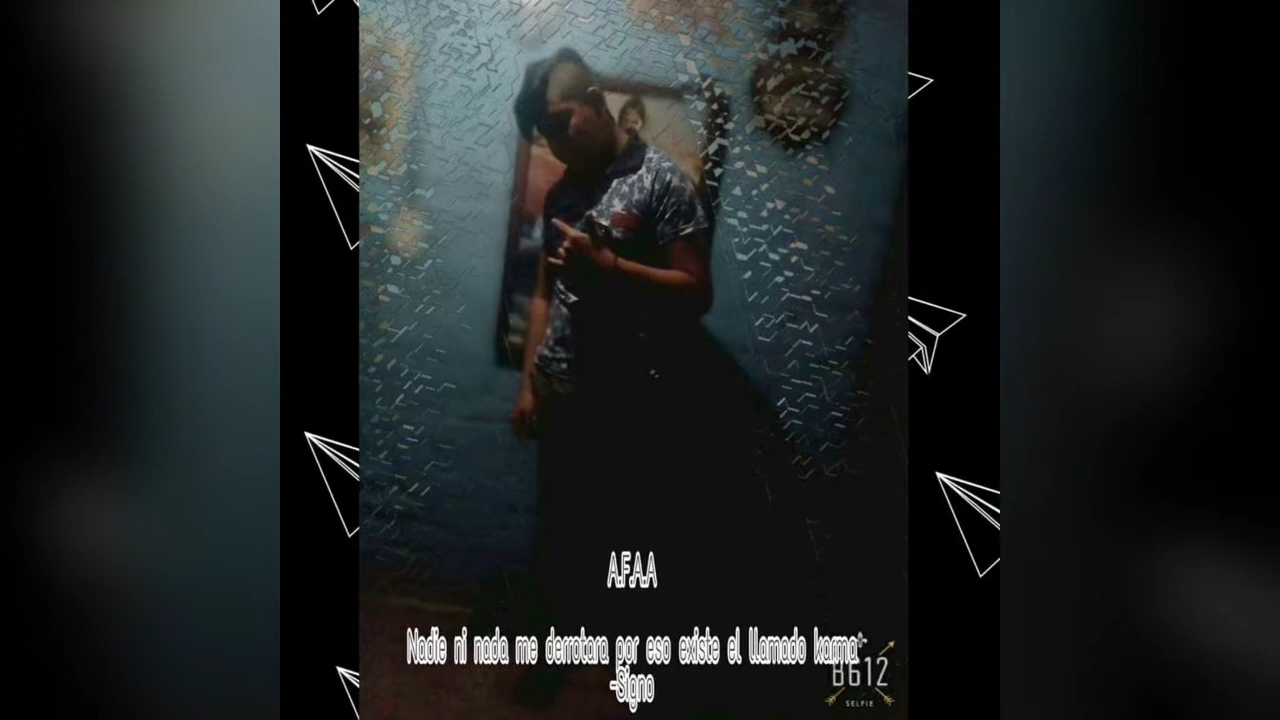 A.F.A.A
Nadie ni nada me derrotara por eso existe el llamado karma
-Signo
B612
SELFIE